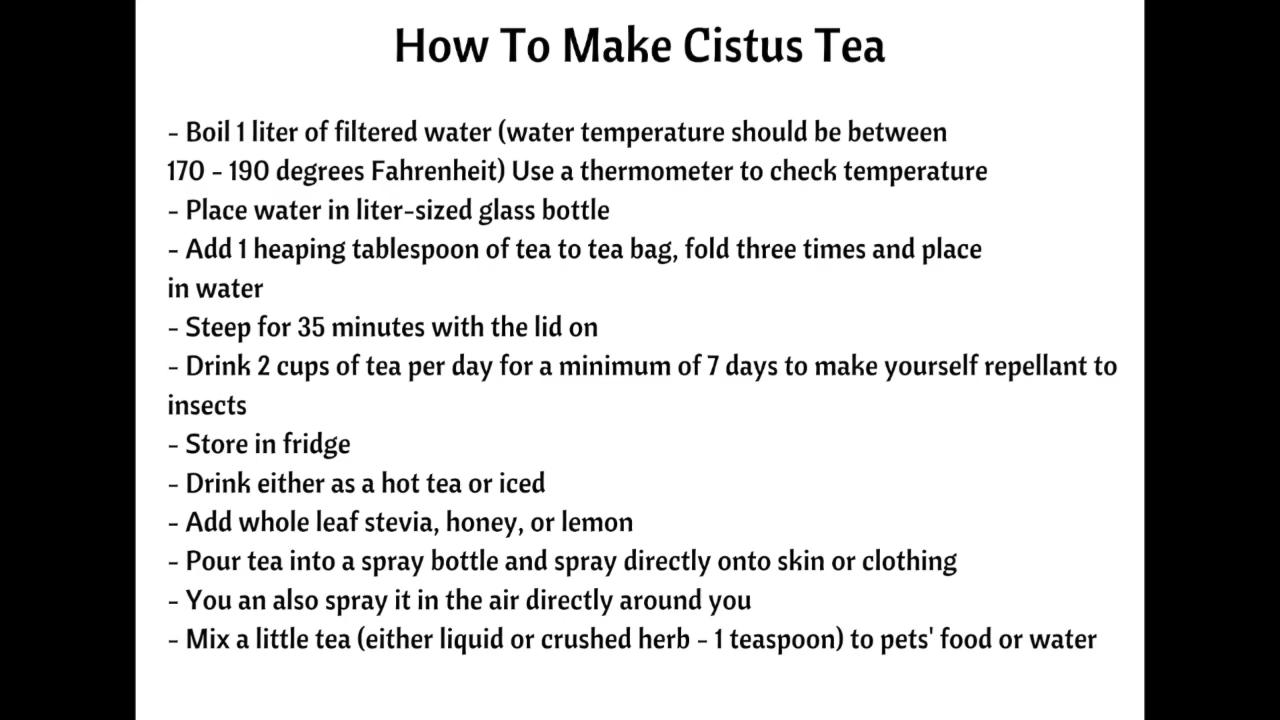 How To Make Cistus Tea
- Boil 1 liter of filtered water (water temperature should be between
170 - 190 degrees Fahrenheit) Use a thermometer to check temperature
- Place water in liter-sized glass bottle
- Add 1 heaping tablespoon of tea to tea bag, fold three times and place
in water
- Steep for 35 minutes with the lid on
- Drink 2 cups of tea per day for a minimum of 7 days to make yourself repellant to
insects
- Store in fridge
- Drink either as a hot tea or iced
- Add whole leaf stevia, honey, or lemon
- Pour tea into a spray bottle and spray directly onto skin or clothing
- You an also spray it in the air directly around you
- Mix a little tea (either liquid or crushed herb - 1 teaspoon) to pets' food or water